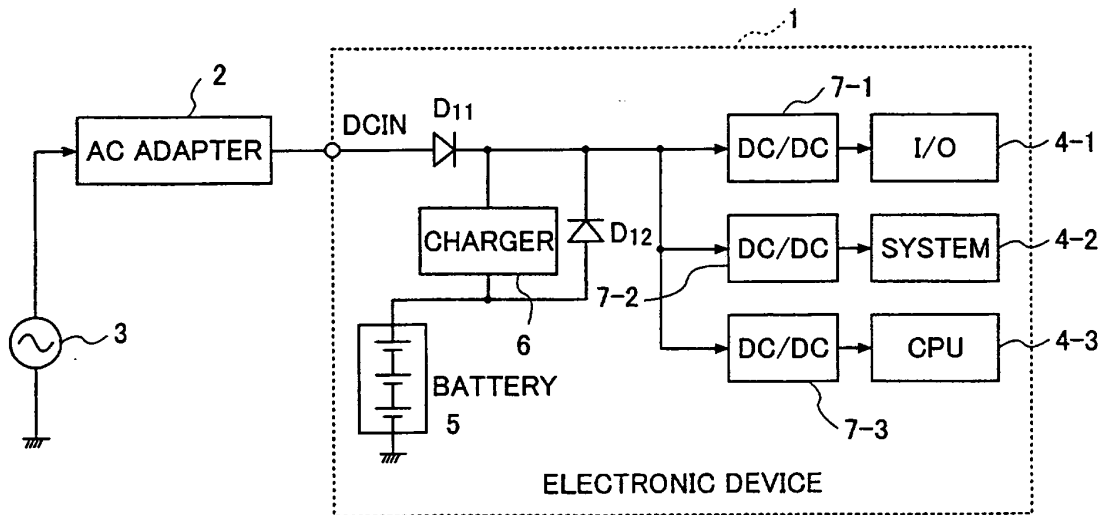 1
2
AC ADAPTER
DCIN
D11
7-1
DC/DC
I/O
4-1
CHARGER
D12
DC/DC
SYSTEM
4-2
7-2
6
3
BATTERY
5
DC/DC
CPU
4-3
7-3
ELECTRONIC DEVICE